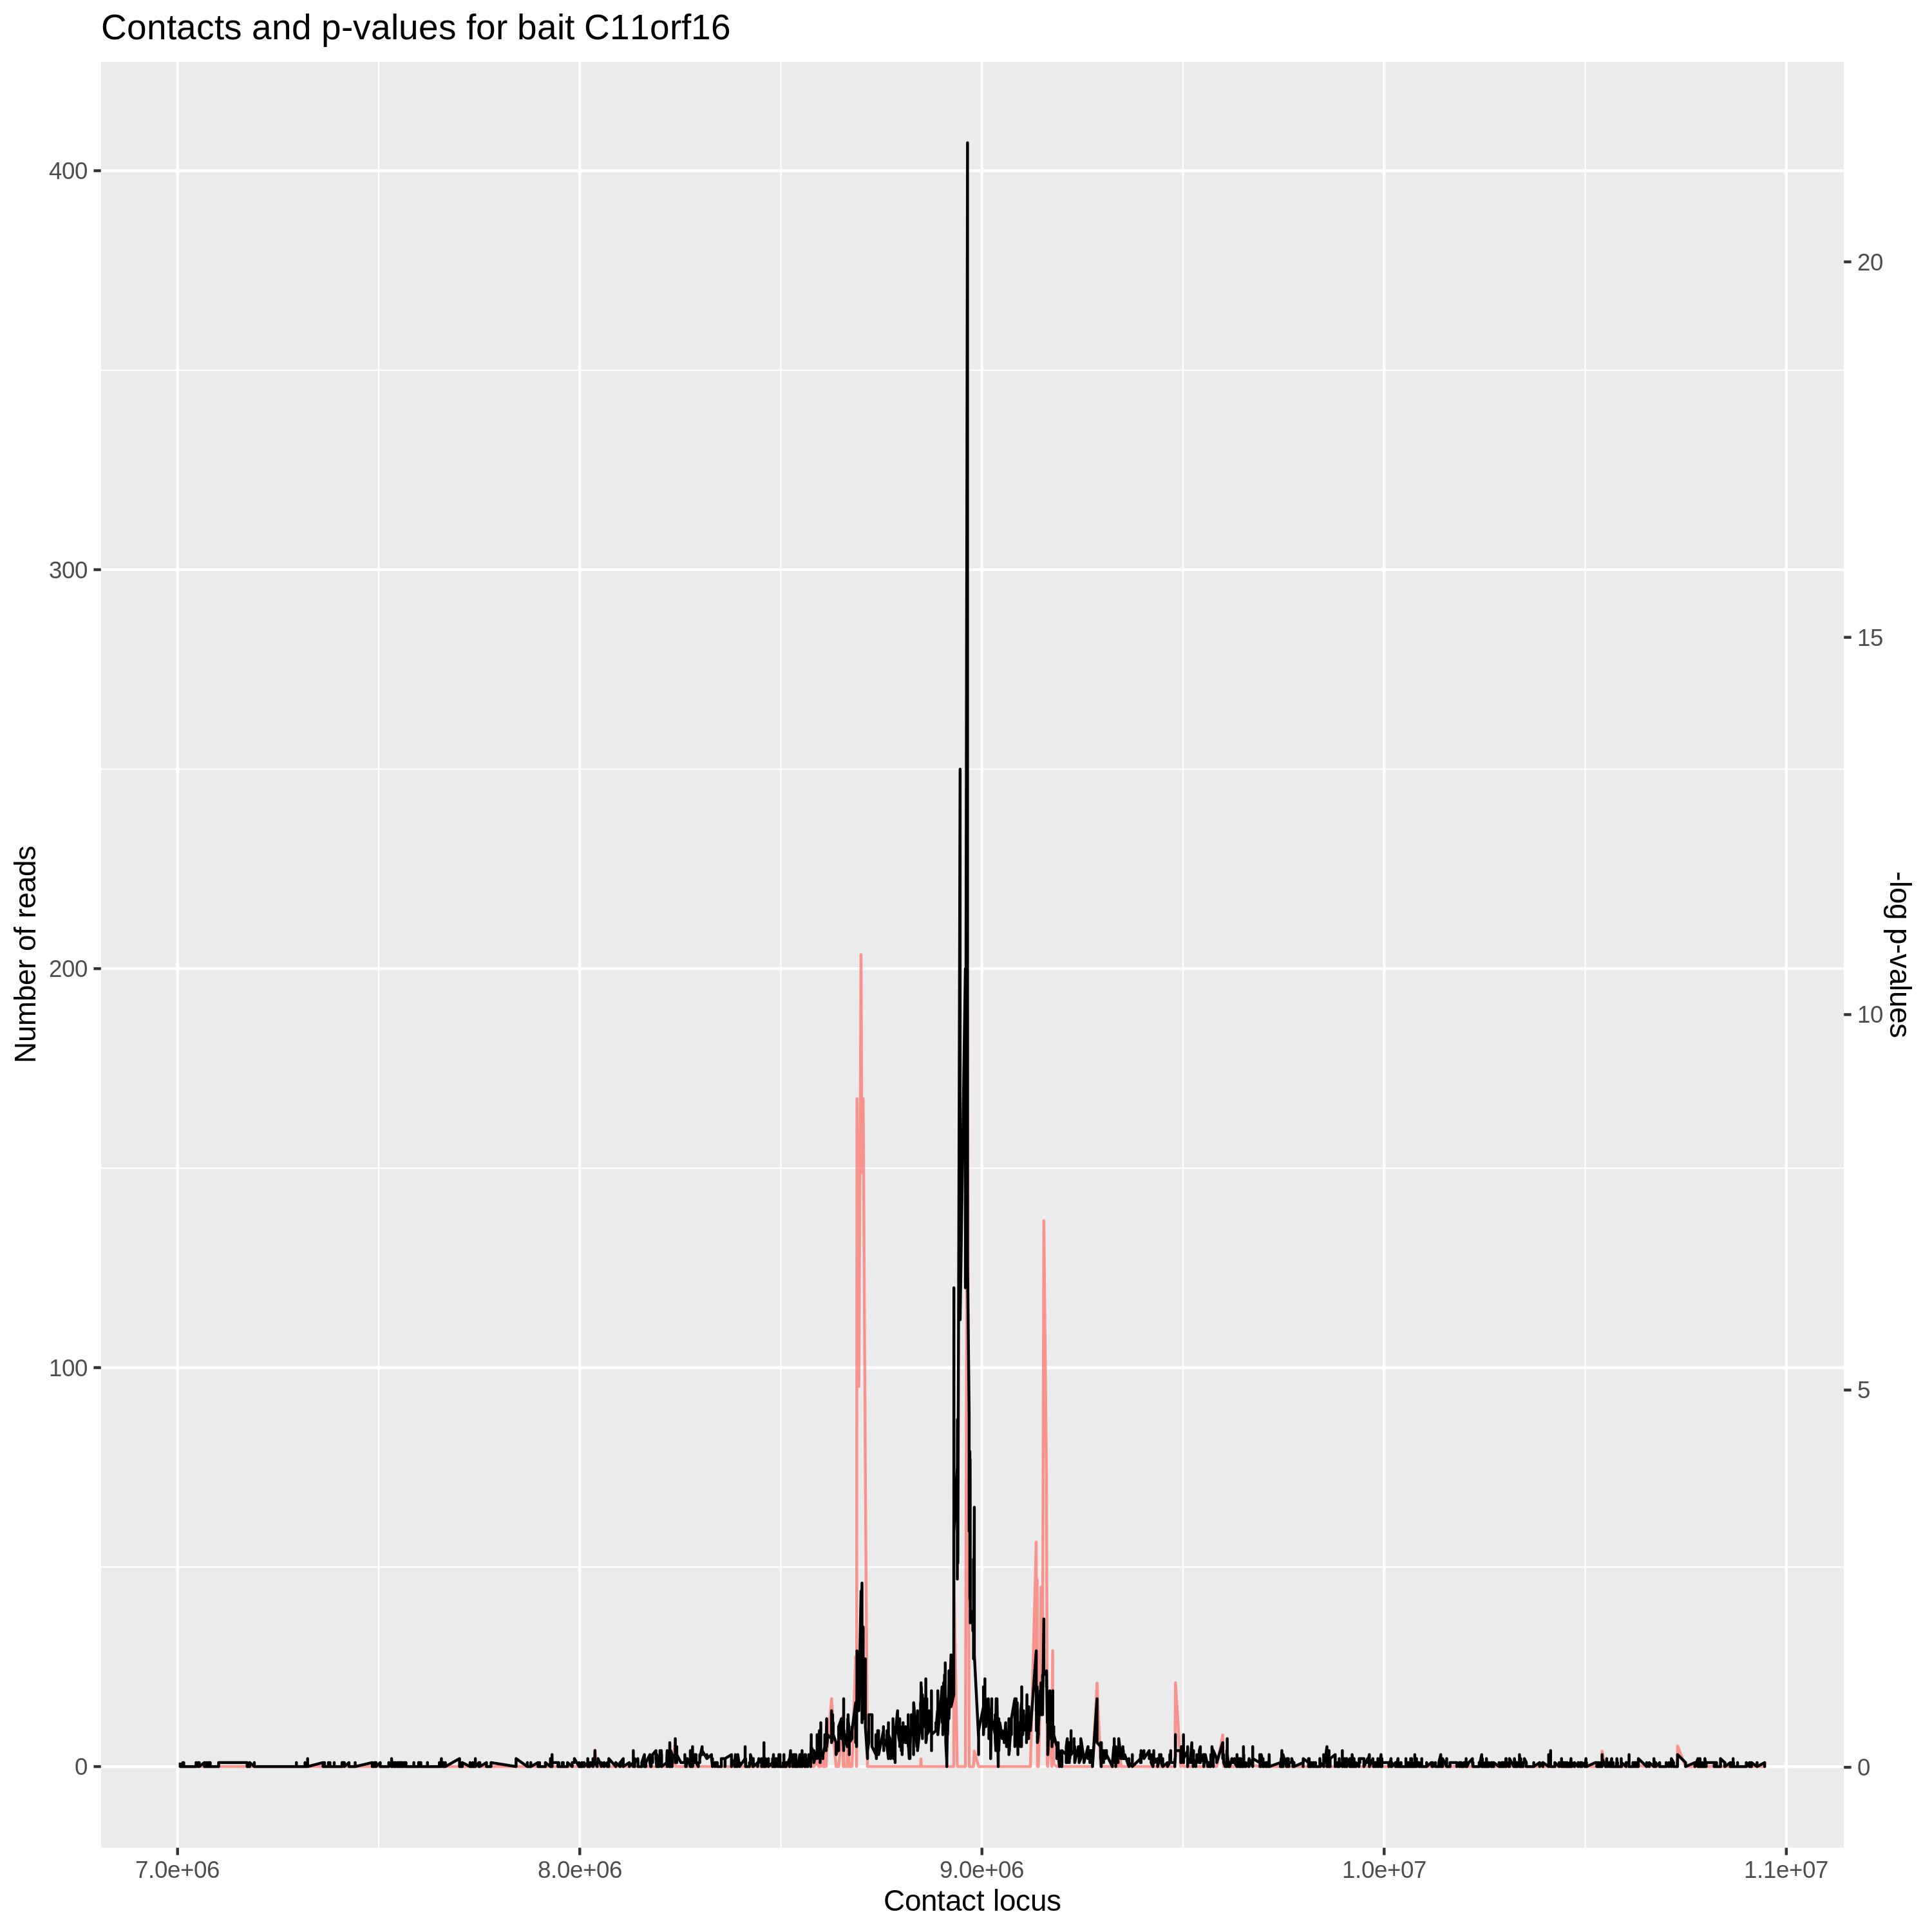 Contacts and p-values for bait C11orf16
400
300
200
100
0
Number of reads
20
15
10
5
0
-log p-values
7.0e+06 8.0e+06 9.0e+06 1.0e+07 1.1e+07
Contact locus